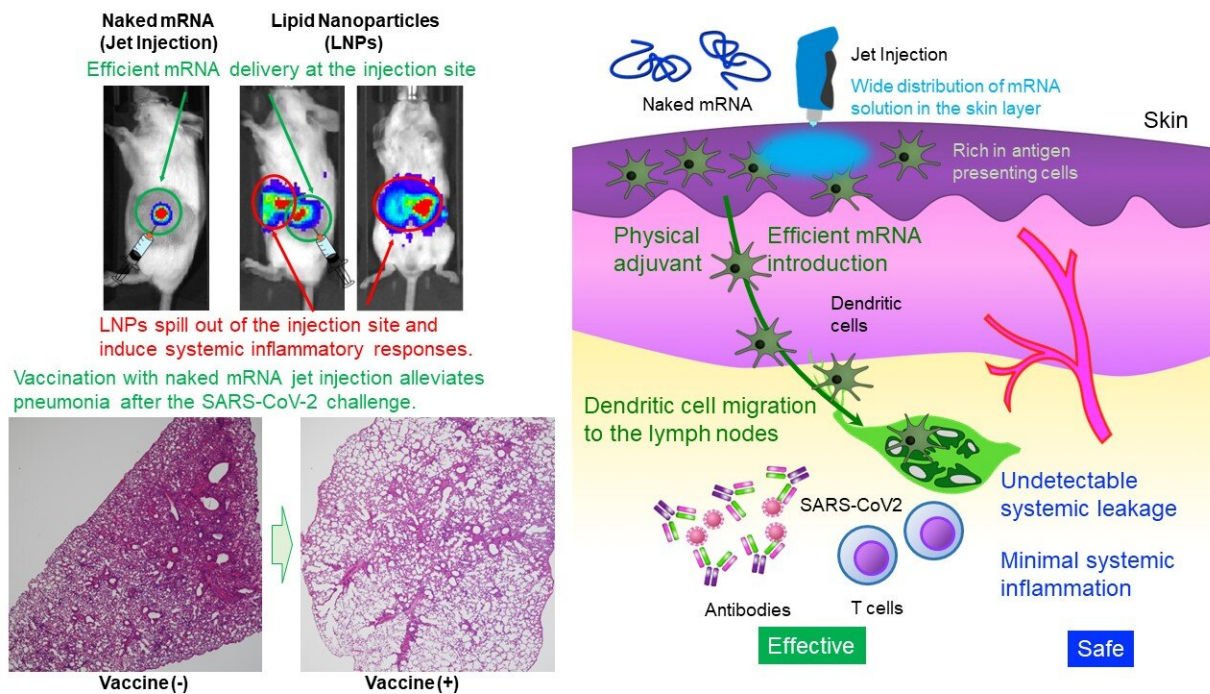 Naked mRNA
(Jet Injection)
Lipid Nanoparticles
(LNPs)
Efficient mRNA delivery at the injection site
LNPs spill out of the injection site and
induce systemic inflammatory responses.
Vaccination with naked mRNA jet injection alleviates
pneumonia after the SARS-CoV-2 challenge.
Vaccine(-)
Vaccine(+)
Naked mRNA
Jet Injection
Wide distribution of mRNA
solution in the skin layer
Skin
Rich in antigen
presenting cells
Physical
adjuvant
Efficient mRNA
introduction
Dendritic
cells
Dendritic cell migration
to the lymph nodes
SARS-CoV2
Antibodies
T cells
Effective
Undetectable
systemic leakage
Minimal systemic
inflammation
Safe